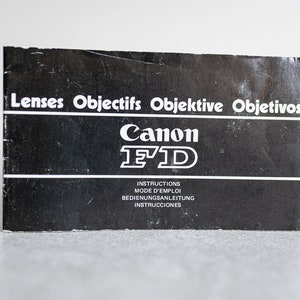 Lenses Objectifs Objektive Objetivos
Canon
FD
INSTRUCTIONS
MODE D'EMPLOI
BEDIENUNGSANLEITUNG
INSTRUCCIONES